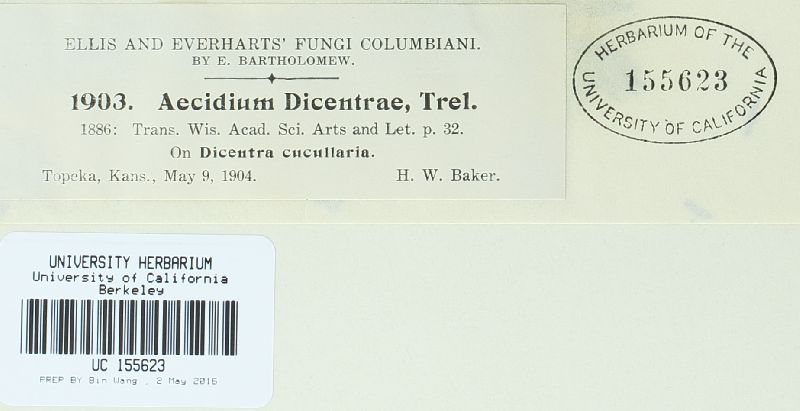 ELLIS AND EVERHARTS' FUNGI COLUMBIANI.
BY E. BARTHOLOMEW.
1903. Aecidium Dicentrae, Trel.
1886: Trans. Wis. Acad. Sci. Arts and Let. p. 32.
On Dicentra cucullaria.
Topeka, Kans., May 9, 1904. H. W. Baker.
HERBARIUM OF THE
155623
UNIVERSITY OF CALIFORNIA
UNIVERSITY HERBARIUM
University of California
Berkeley
UC 155623
PREP BY Bin Wang , 2 May 2016